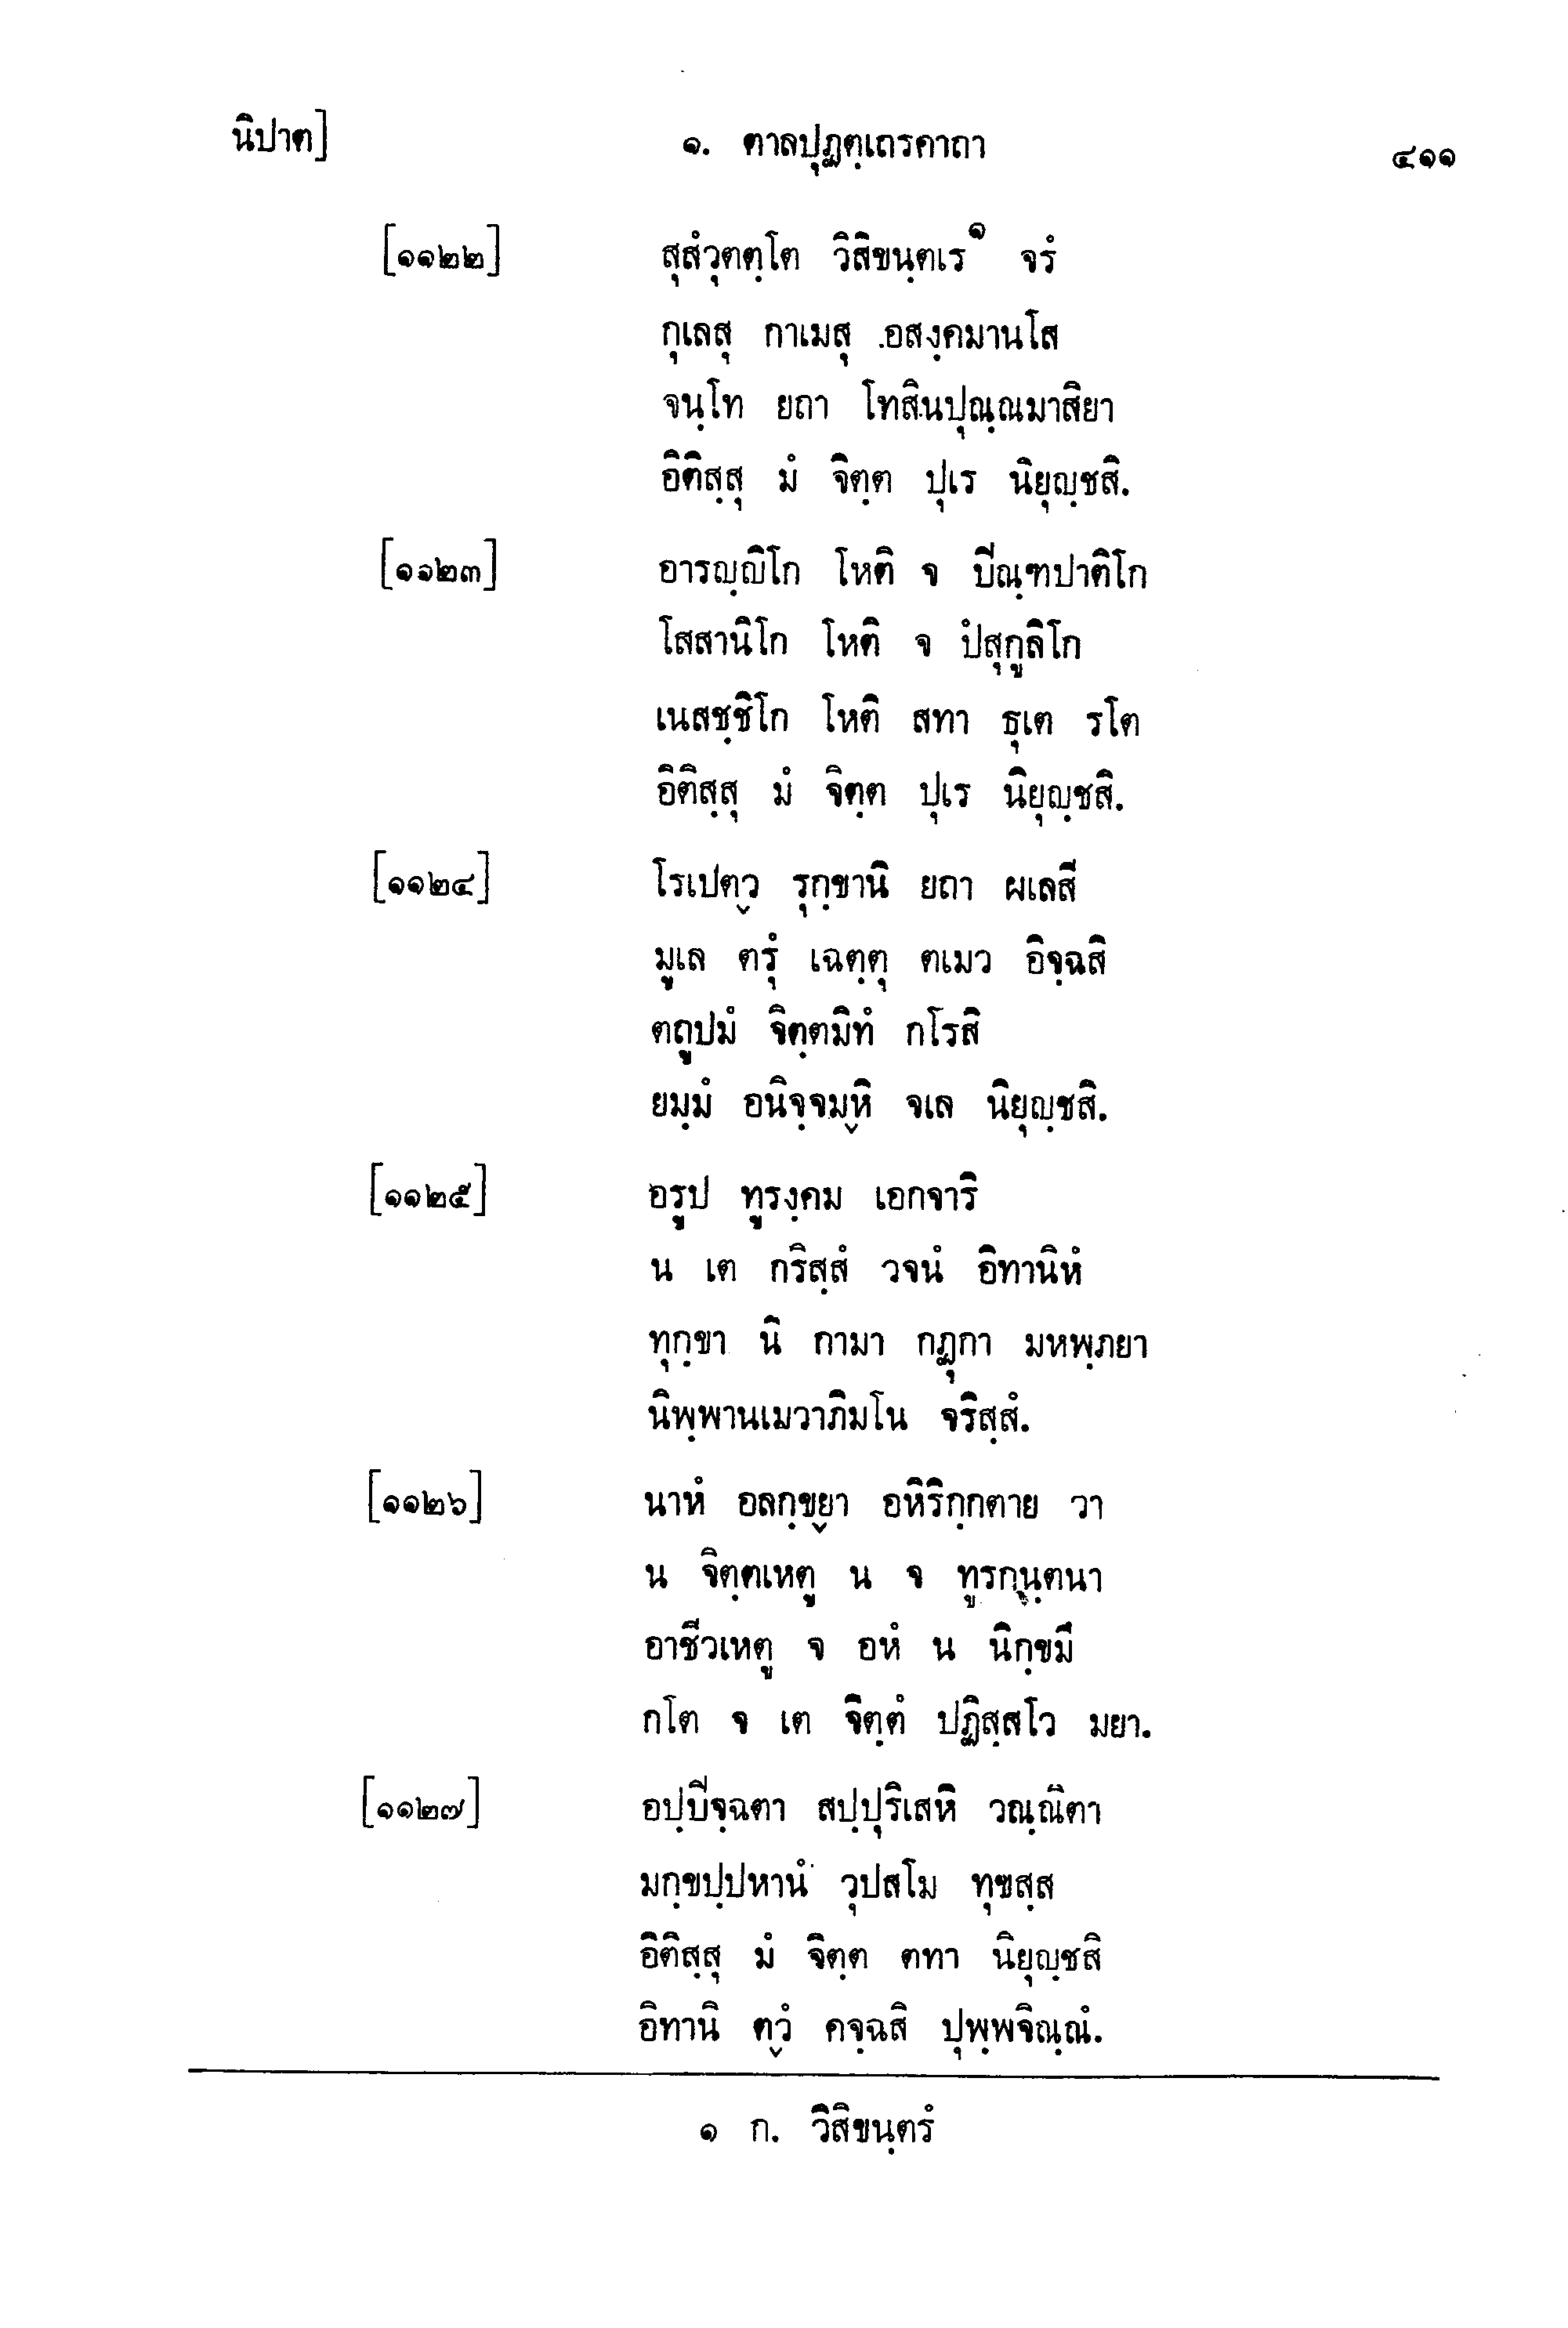 นิปาต]
๑. ตาลปุฏตฺเถรคาถา
๔๑๑
[๑๑๒๒] สุสํวุตตฺโต วิสิขนฺตเร๑ จรํ
กุเลสุ กาเมสุ อสงฺคมานโส
จนฺโท ยถา โทสินปุณฺณมาสิยา
อิติสฺสุ มํ จิตฺต ปุเร นิยุญฺชสิ.
[๑๑๒๓] อารญฺญิโก โหติ จ ปีณฺฑปาติโก
โสสานิโก โหติ จ ปํสุกูลิโก
เนสชฺชิโก โหติ สทา ธุเต รโต
อิติสฺสุ มํ จิตฺต ปุเร นิยุญฺชสิ.
[๑๑๒๔] โรเปตฺว รุกฺขานิ ยถา ผเลสี
มูเล ตรุํ เฉตฺตุ ตเมว อิจฺฉสิ
ตถูปมํ จิตฺตมิทํ กโรสิ
ยมฺมํ อนิจฺจมฺหิ จเล นิยุญฺชสิ.
[๑๑๒๕] อรูป ทูรงฺคม เอกจาริ
น เต กริสฺสํ วจนํ อิทานิหํ
ทุกฺขา นิ กามา กฏุกา มหพฺภยา
นิพฺพานเมวาภิมโน จริสฺสํ.
[๑๑๒๖] นาหํ อลกฺขฺยา อหิริกฺกตาย วา
น จิตฺตเหตู น จ ทูรกนฺตนา
อาชีวเหตู จ อหํ น นิกฺขมึ
กโต จ เต จิตฺตํ ปฏิสฺสโว มยา.
[๑๑๒๗] อปฺปีจฺฉตา สปฺปุริเสหิ วณฺณิตา
มกฺขปฺปหานํ วุปสโม ทุขสฺส
อิติสฺสุ มํ จิตฺต ตทา นิยุญฺชสิ
อิทานิ ตฺวํ คจฺฉสิ ปุพฺพจิณฺณํ.
๑ ก. วิสิขนฺตรํ